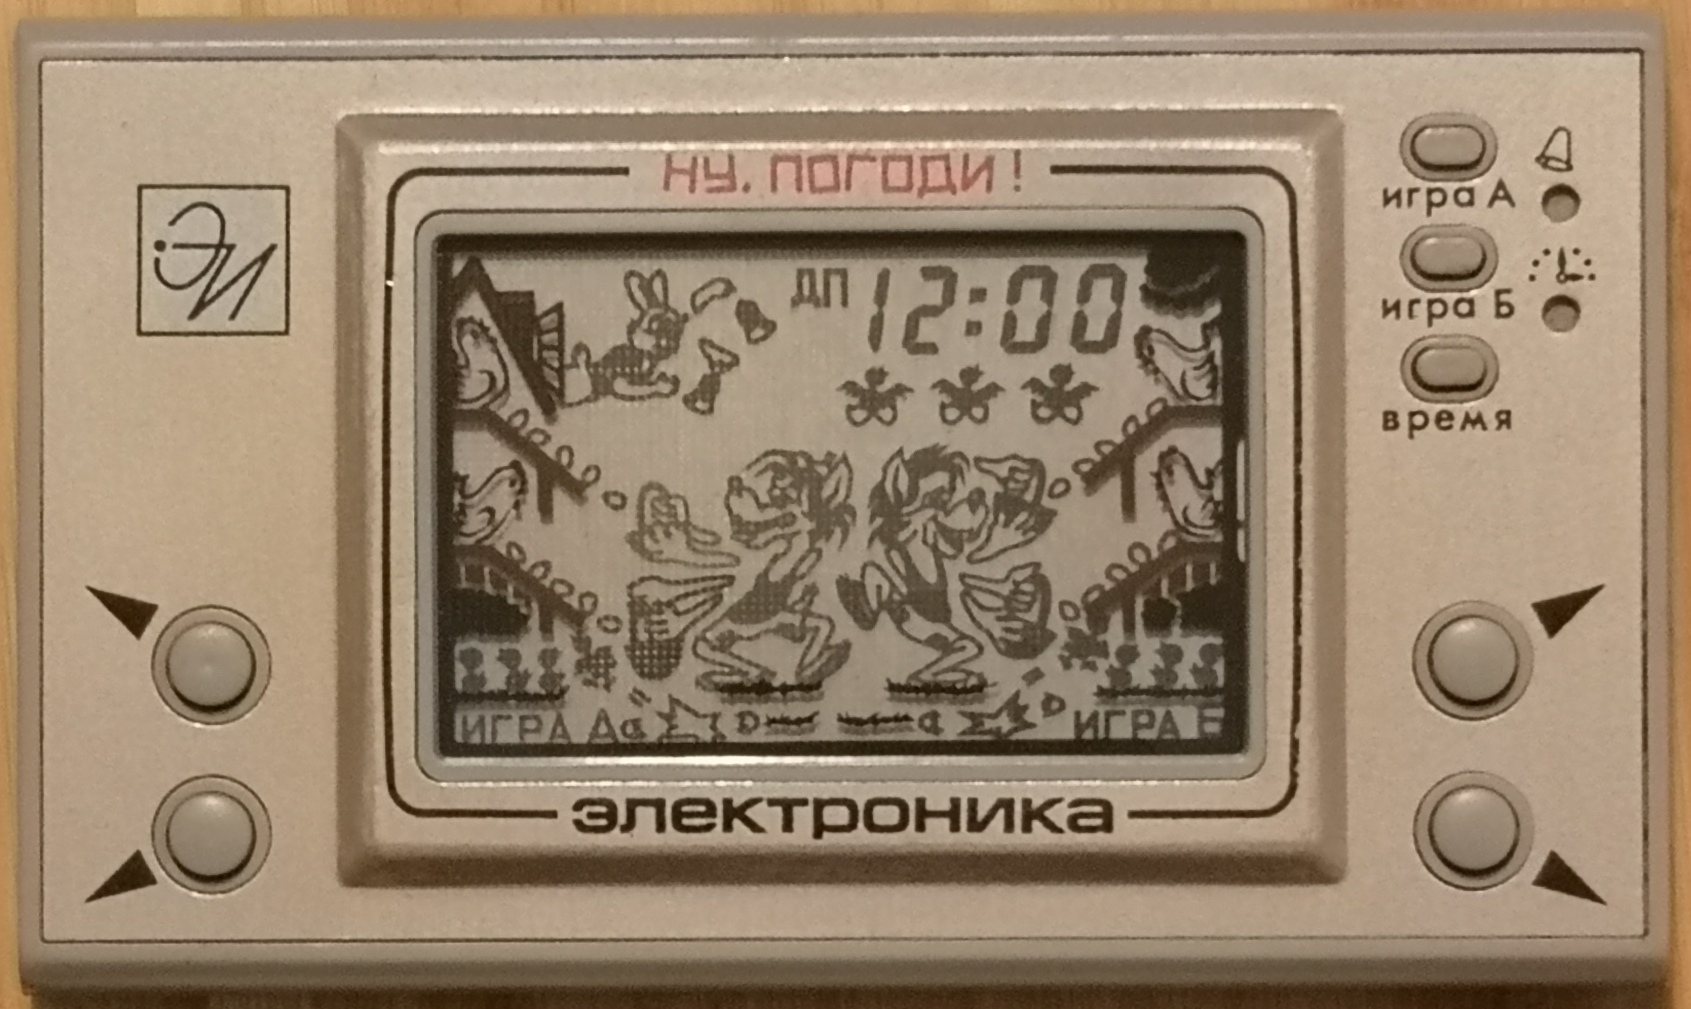 НУ, ПОГОДИ!
ЭИ
ДП 12:00
игра А
игра Б
время
ИГРА А
ИГРА Б
электроника